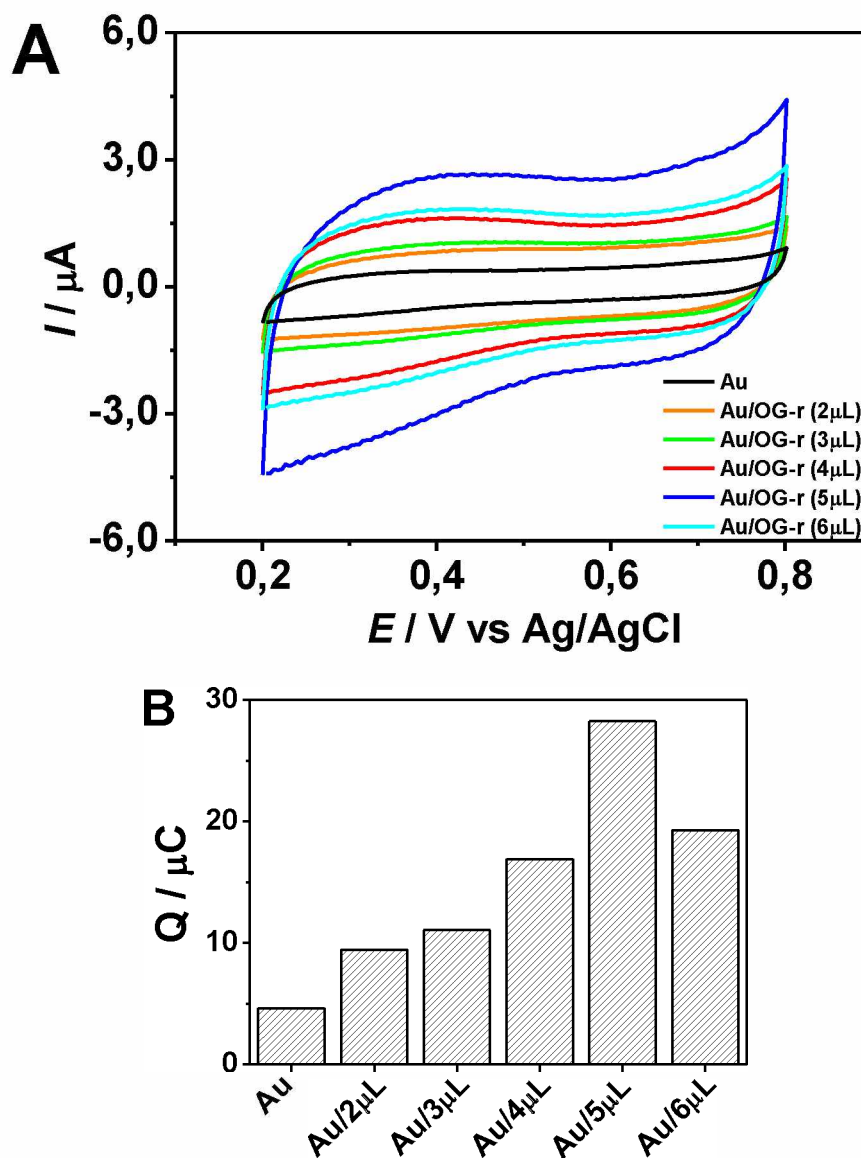 A
6,0
3,0
0,0
-3,0
-6,0
I / μA
0,2
0,4
0,6
0,8
E / V vs Ag/AgCl
Au
Au/OG-r (2μL)
Au/OG-r (3μL)
Au/OG-r (4μL)
Au/OG-r (5μL)
Au/OG-r (6μL)
B
30
20
10
0
Q / μC
Au
Au/2μL
Au/3μL
Au/4μL
Au/5μL
Au/6μL